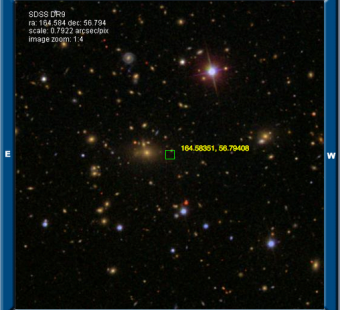 SDSS DR9
ra: 164.584 dec: 56.794
scale: 0.7922 arcsec/pix
image zoom: 1:4
164.58351, 56.79408
E
W